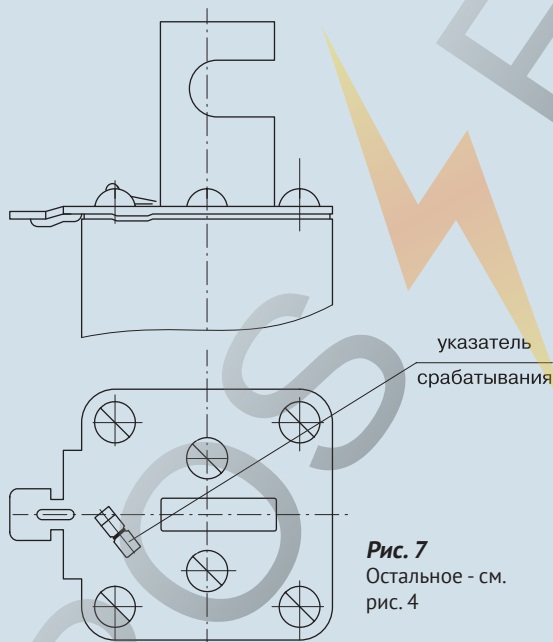 указатель
срабатывания
Рис. 7
Остальное - см.
рис. 4